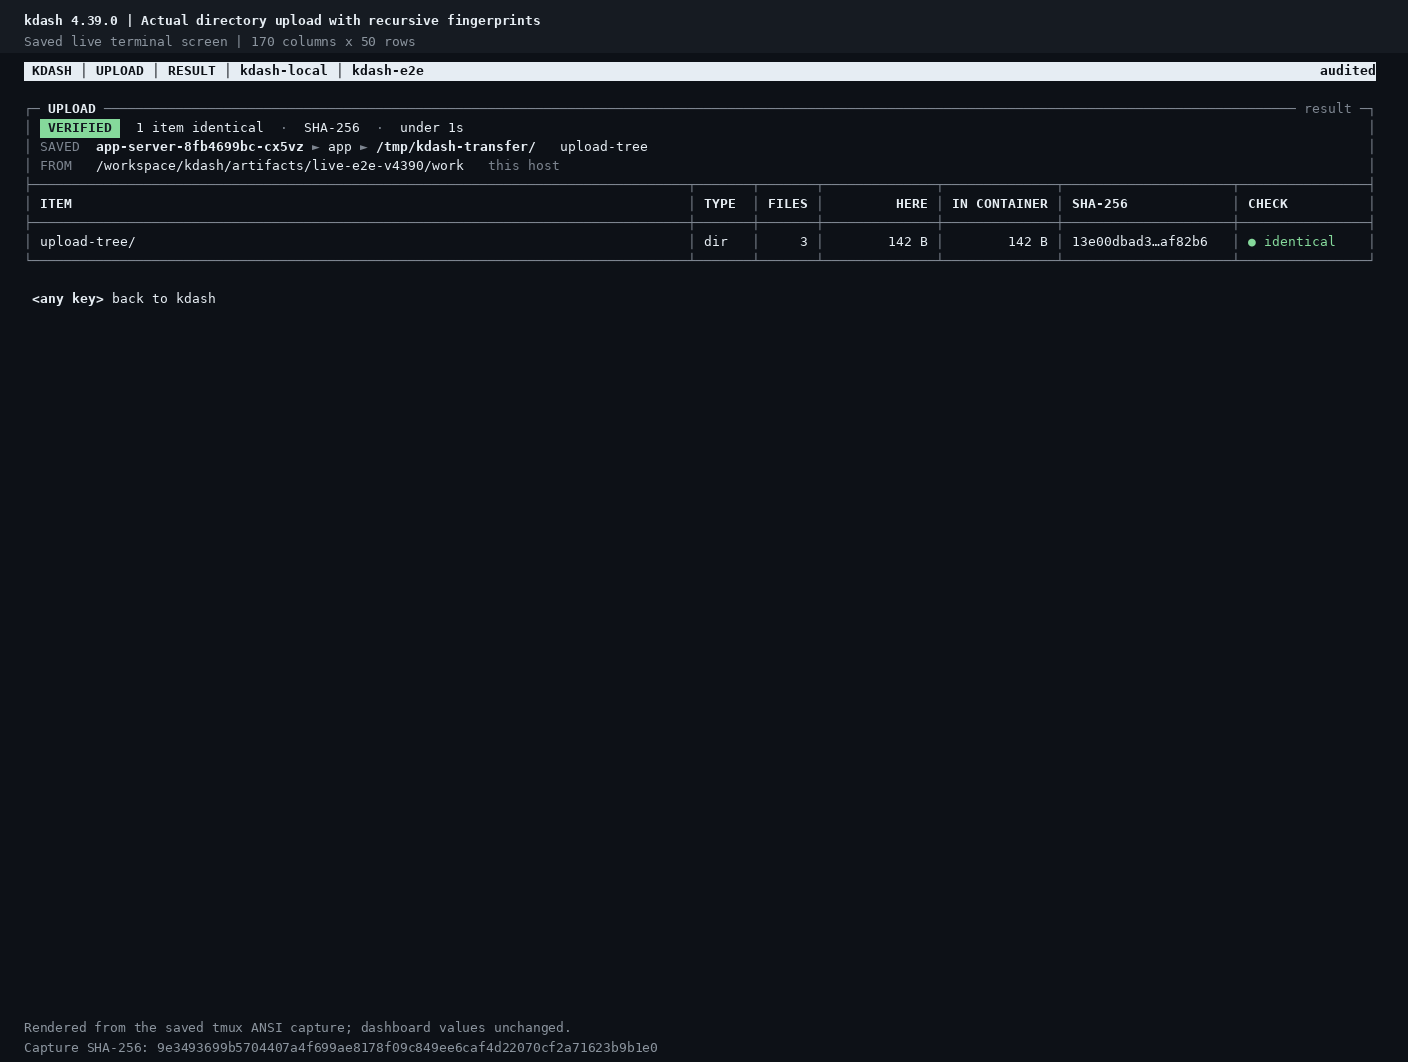 kdash 4.39.0 | Actual directory upload with recursive fingerprints
Saved live terminal screen | 170 columns x 50 rows
KDASH │ UPLOAD │ RESULT │ kdash-local │ kdash-e2e audited
UPLOAD result
VERIFIED 1 item identical · SHA-256 · under 1s
SAVED app-server-8fb4699bc-cx5vz ► app ► /tmp/kdash-transfer/ upload-tree
FROM /workspace/kdash/artifacts/live-e2e-v4390/work this host
ITEM │ TYPE │ FILES │ HERE │ IN CONTAINER │ SHA-256 │ CHECK
upload-tree/ │ dir │ 3 │ 142 B │ 142 B │ 13e00dbad3…af82b6 │ ● identical
<any key> back to kdash
Rendered from the saved tmux ANSI capture; dashboard values unchanged.
Capture SHA-256: 9e3493699b5704407a4f699ae8178f09c849ee6caf4d22070cf2a71623b9b1e0